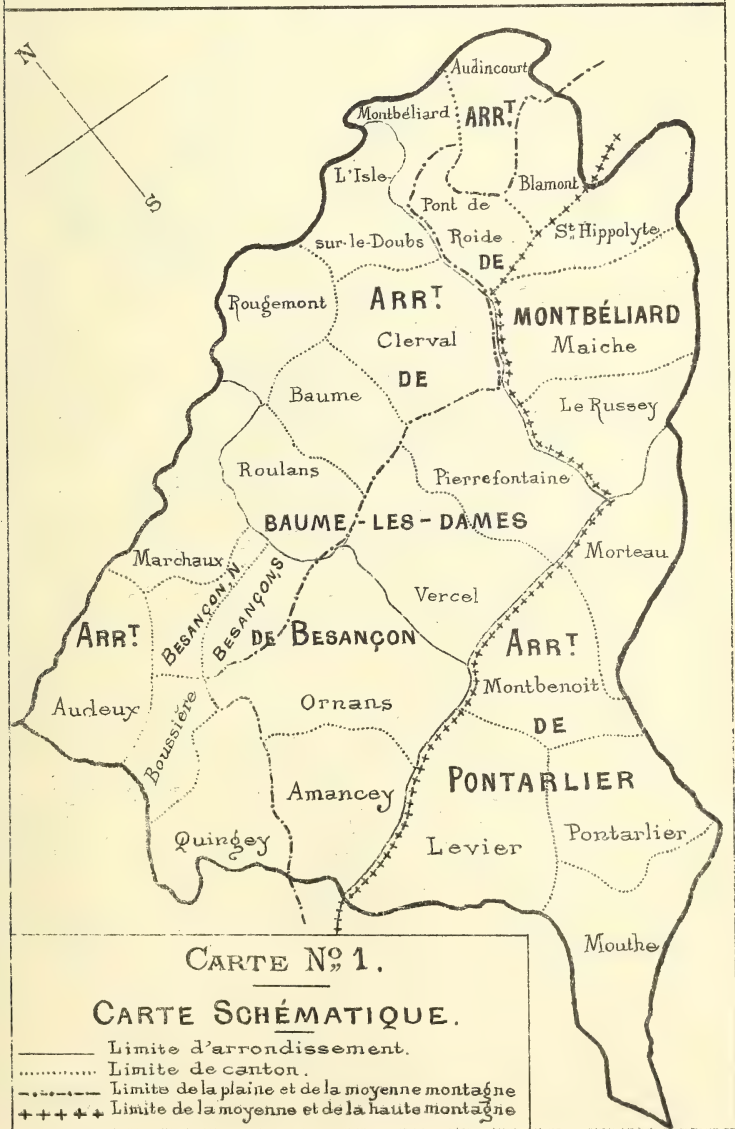 N
S
Audincourt
Montbéliard
ARRT.
L'Isle
Blamont
Pont de
St Hippolyte
sur-le-Doubs
Roide
DE
Rougemont
ARRT.
MONTBÉLIARD
Clerval
Maiche
DE
Baume
Le Russey
Roulans
Pierrefontaine
BAUME-LES-DAMES
Marchaux
Morteau
BESANÇON.N.
BESANÇON S
Vercel
ARRT.
DE BESANÇON
ARRT.
Montbenoit
Audeux
Ornans
DE
Boussière
PONTARLIER
Amancey
Pontarlier
Quingey
Levier
Mouthe
CARTE No 1.
CARTE SCHÉMATIQUE.
Limite d'arrondissement.
Limite de canton.
Limite de la plaine et de la moyenne montagne
Limite de la moyenne et de la haute montagne